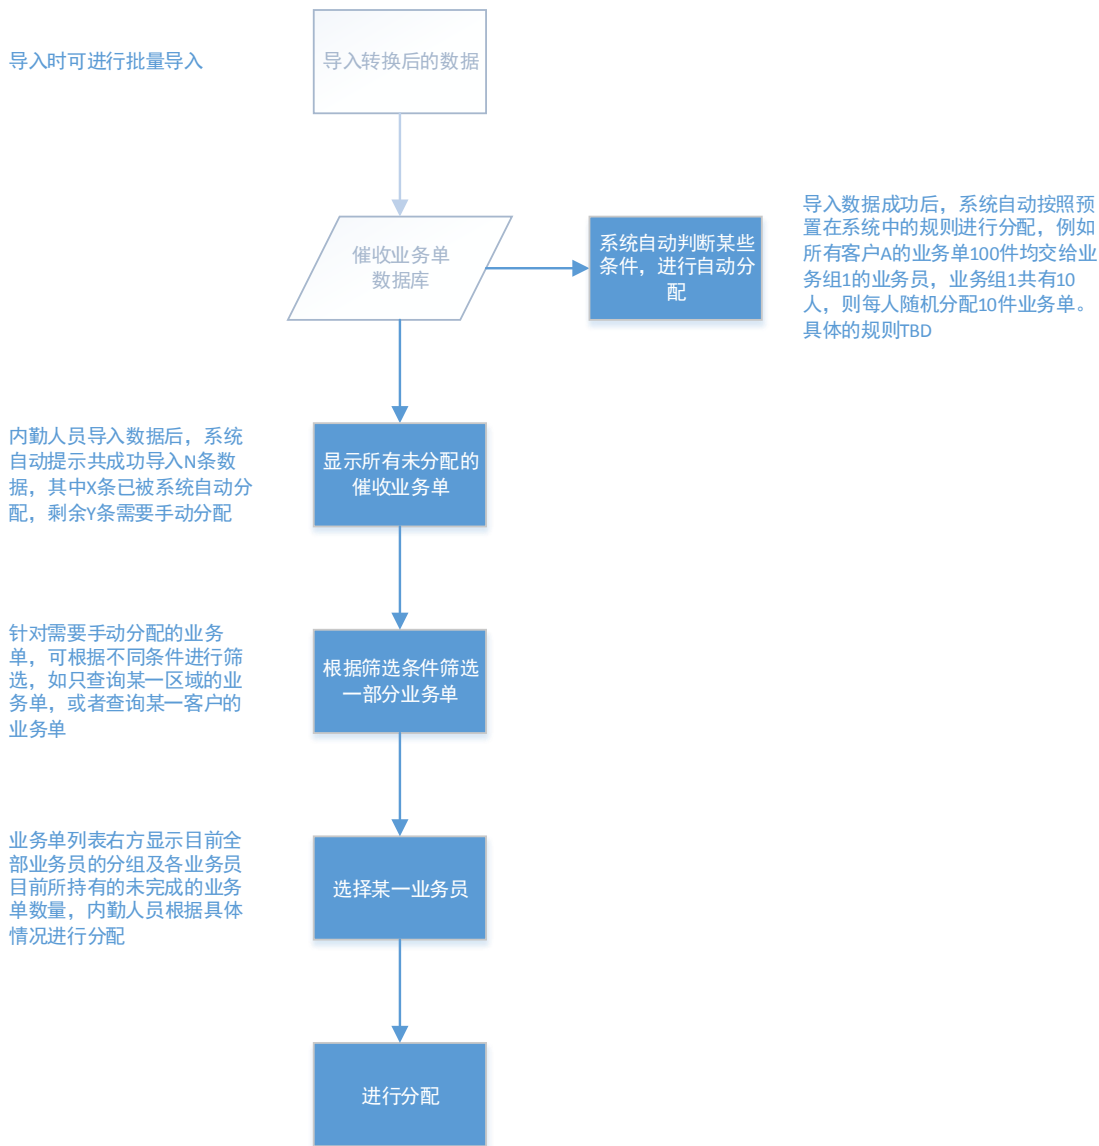 导入时可进行批量导入
导入转换后的数据
催收业务单
数据库
系统自动判断某些
条件，进行自动分
配
导入数据成功后，系统自动按照预
置在系统中的规则进行分配，例如
所有客户A的业务单100件均交给业
务组1的业务员，业务组1共有10
人，则每人随机分配10件业务单。
具体的规则TBD
内勤人员导入数据后，系统
自动提示共成功导入N条数
据，其中X条已被系统自动分
配，剩余Y条需要手动分配
显示所有未分配的
催收业务单
针对需要手动分配的业务
单，可根据不同条件进行筛
选，如只查询某一区域的业
务单，或者查询某一客户的
业务单
根据筛选条件筛选
一部分业务单
业务单列表右方显示目前全
部业务员的分组及各业务员
目前所持有的未完成的业务
单数量，内勤人员根据具体
情况进行分配
选择某一业务员
进行分配